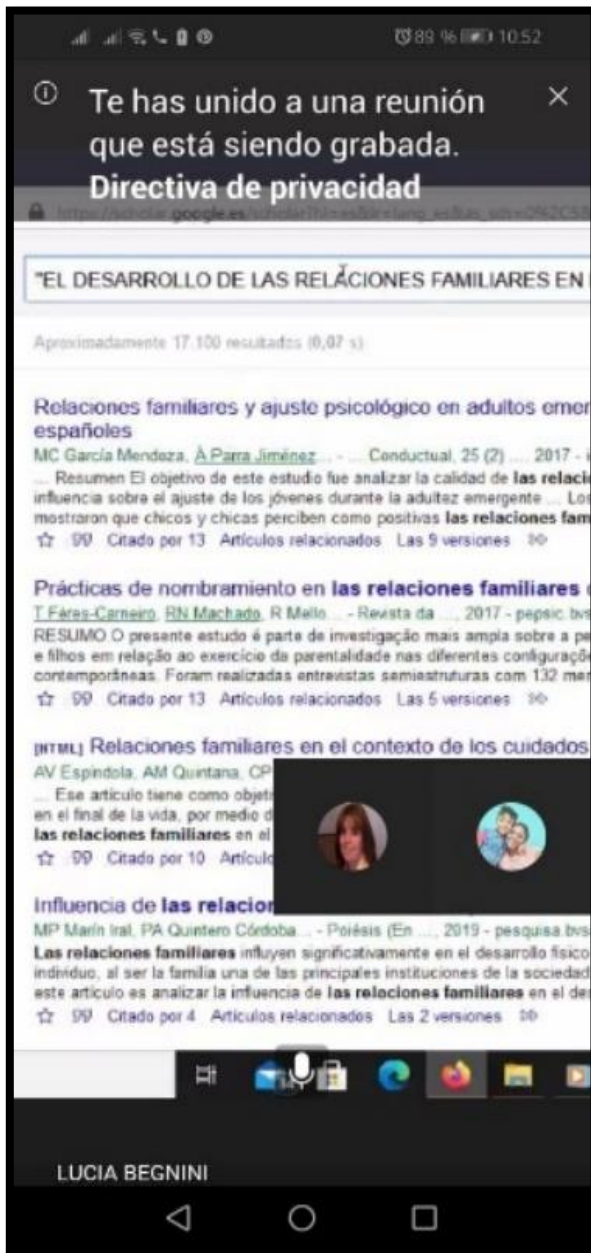 89 % 10:52
Te has unido a una reunión
que está siendo grabada.
Directiva de privacidad
"EL DESARROLLO DE LAS RELACIONES FAMILIARES EN
Aproximadamente 17.100 resultados (0,07 s)
Relaciones familiares y ajuste psicológico en adultos emer
españoles
MC García Mendoza, À Parra Jiménez... - ... Conductual, 25 (2) ..., 2017 - i
... Resumen El objetivo de este estudio fue analizar la calidad de las relacio
influencia sobre el ajuste de los jóvenes durante la adultez emergente ... Los
mostraron que chicos y chicas perciben como positivas las relaciones fam
Citado por 13 Artículos relacionados Las 9 versiones
Prácticas de nombramiento en las relaciones familiares
T Féres-Carneiro, RN Machado, R Mello... - Revista da ..., 2017 - pepsic.bvs
RESUMO O presente estudo é parte de investigação mais ampla sobre a pe
e filhos em relação ao exercício da parentalidade nas diferentes configuraçõe
contemporâneas. Foram realizadas entrevistas semiestruturas com 132 mem
Citado por 13 Artículos relacionados Las 5 versiones
[HTML] Relaciones familiares en el contexto de los cuidados
AV Espíndola, AM Quintana, CP
... Ese artículo tiene como objeti
en el final de la vida, por medio d
las relaciones familiares en el
Citado por 10 Artículo
Influencia de las relacion
MP Marín Iral, PA Quintero Córdoba... - Poiésis (En ..., 2019 - pesquisa.bvs
Las relaciones familiares influyen significativamente en el desarrollo físico
individuo, al ser la familia una de las principales instituciones de la sociedad
este artículo es analizar la influencia de las relaciones familiares en el des
Citado por 4 Artículos relacionados Las 2 versiones
LUCIA BEGNINI